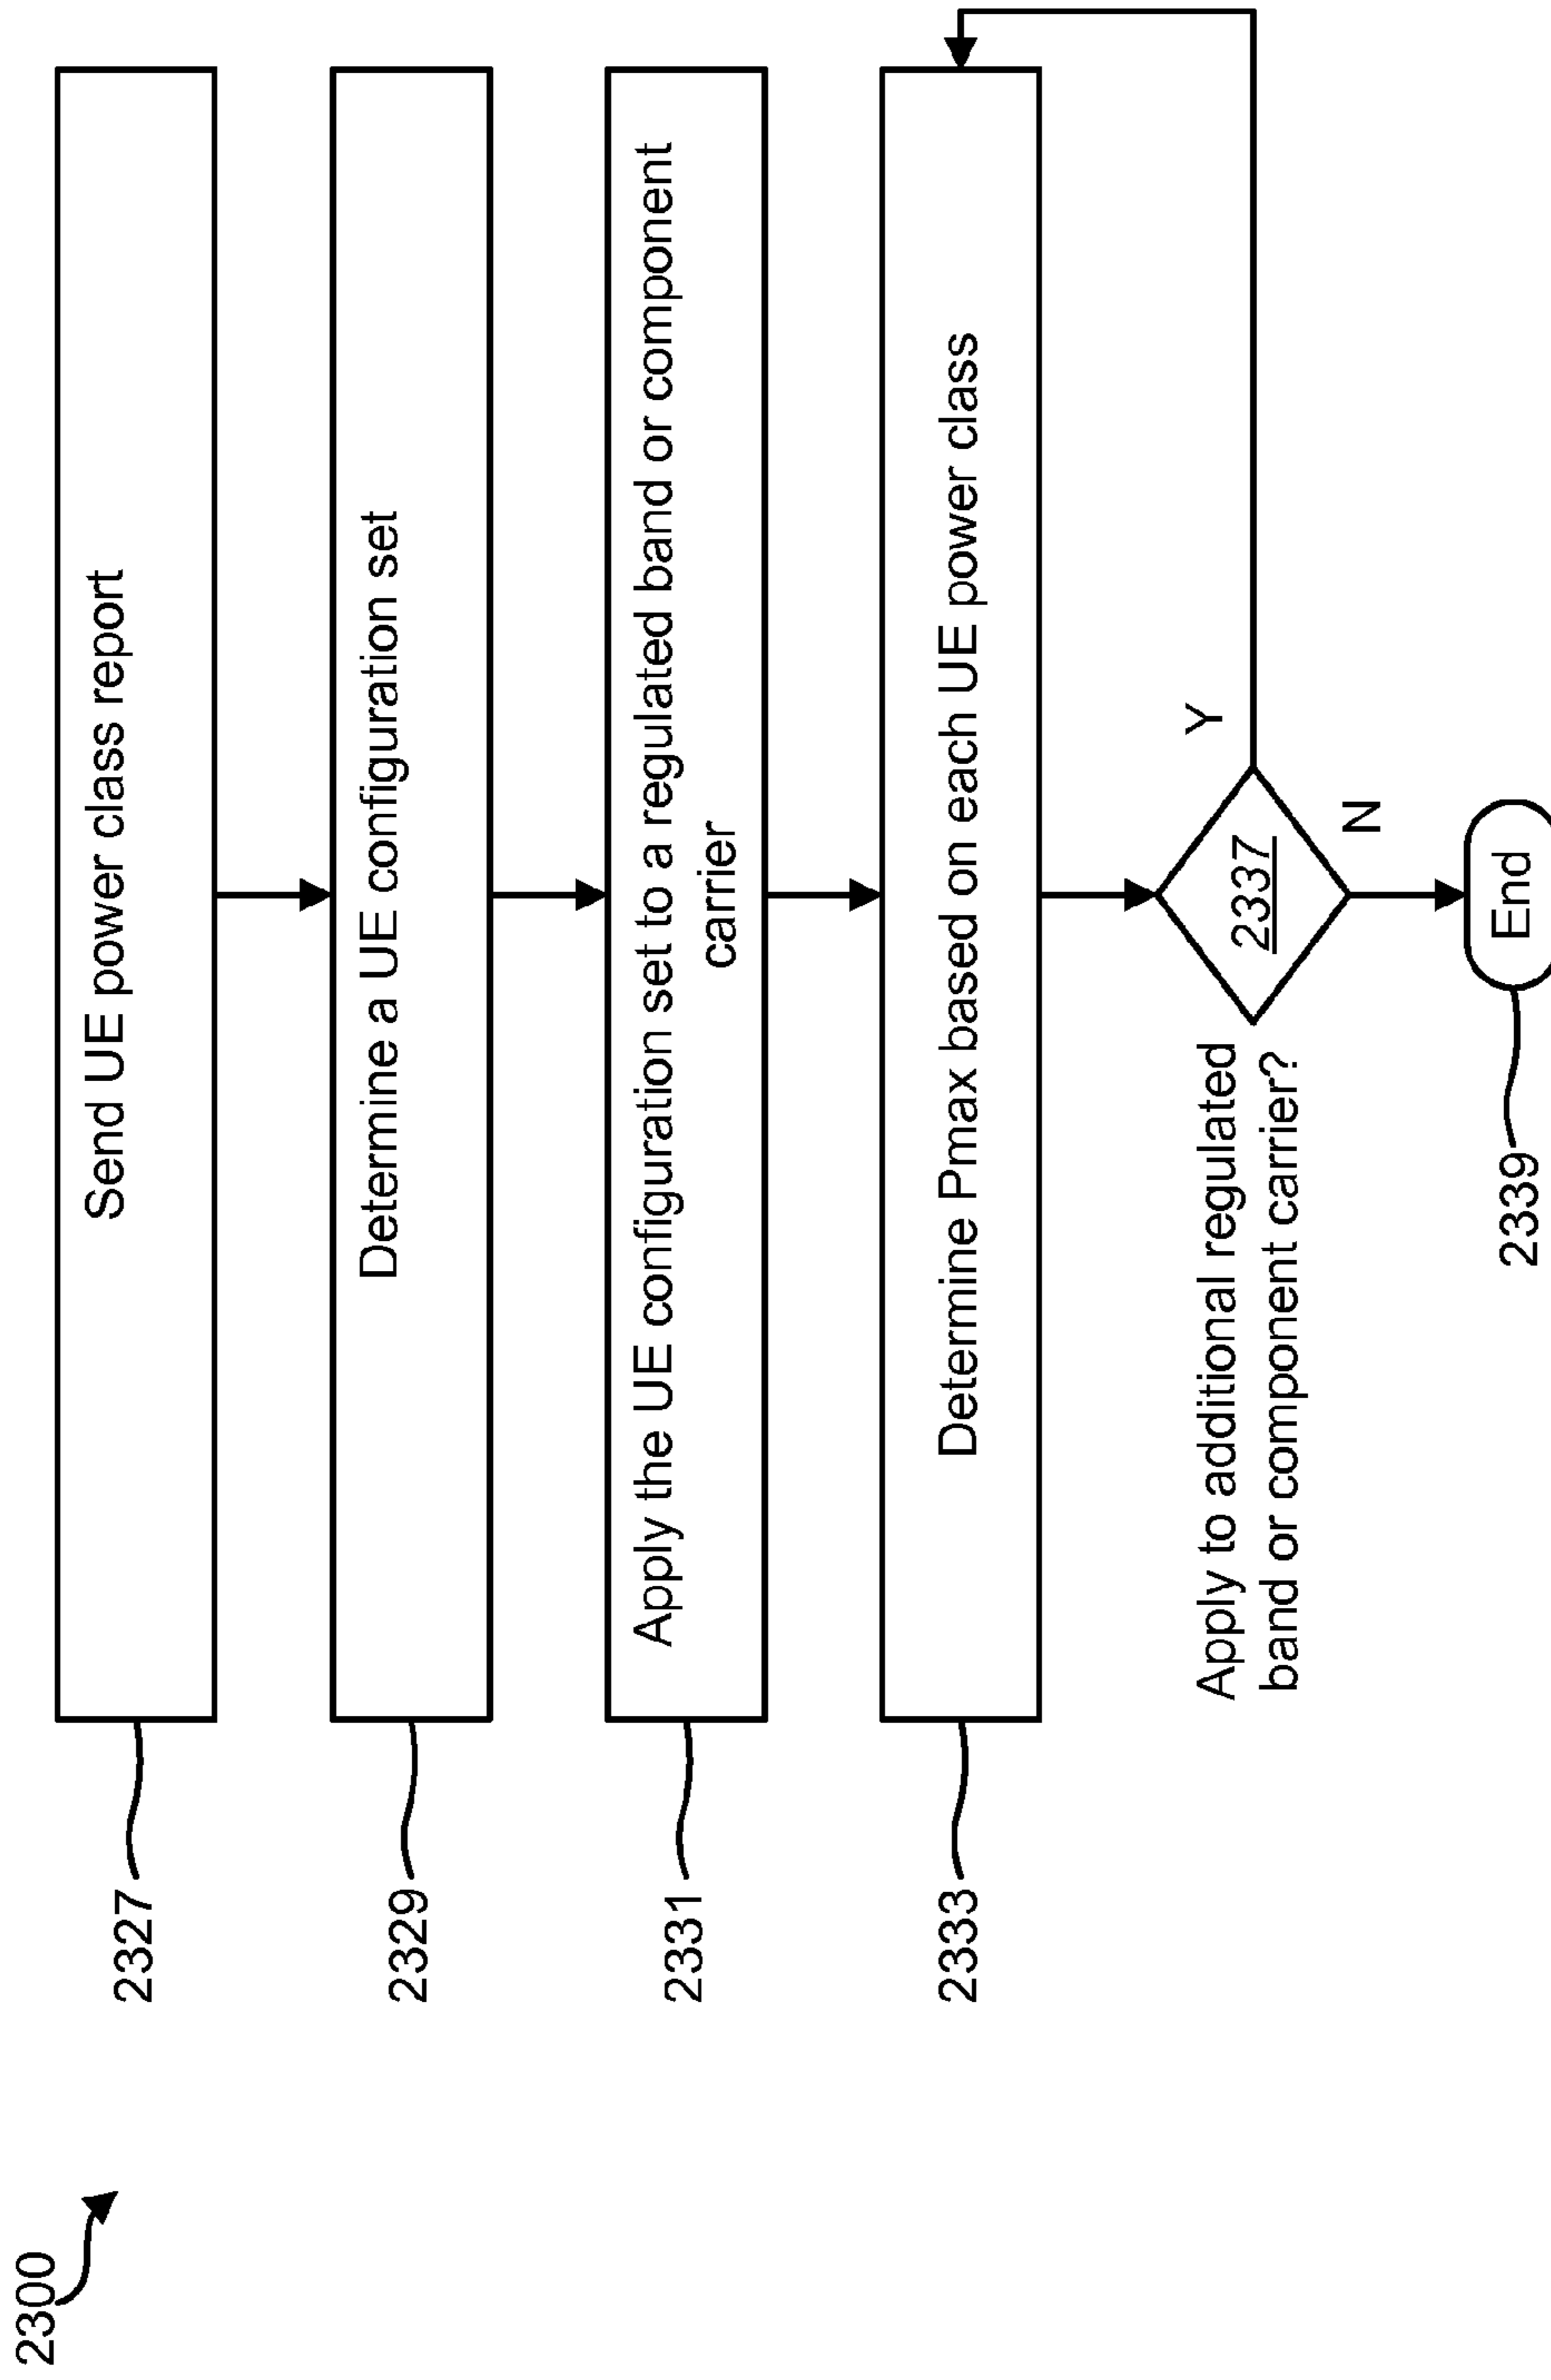 2300
2327
Send UE power class report
2329
Determine a UE configuration set
2331
Apply the UE configuration set to a regulated band or component
carrier
2333
Determine Pmax based on each UE power class
Apply to additional regulated
band or component carrier?
2337
Y
N
2339
End